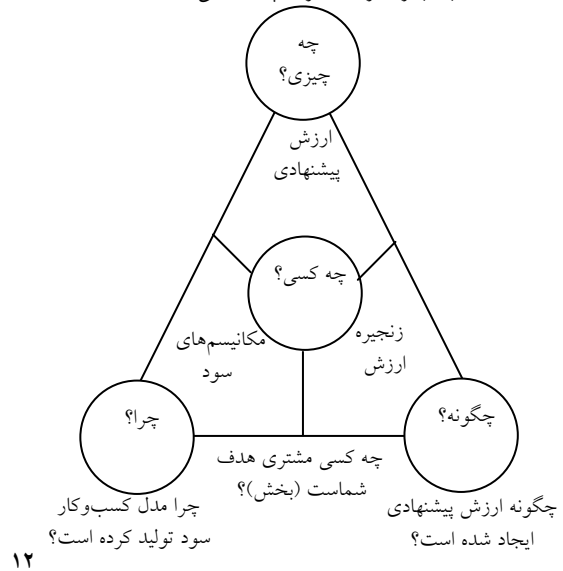 چه
چیزی؟
ارزش
پیشنهادی
چه کسی؟
زنجیره
ارزش
مکانیسم‌های
سود
چگونه؟
چرا؟
چه کسی مشتری هدف
شماست (بخش)؟
چگونه ارزش پیشنهادی
ایجاد شده است؟
چرا مدل کسب‌وکار
سود تولید کرده است؟
۱۲